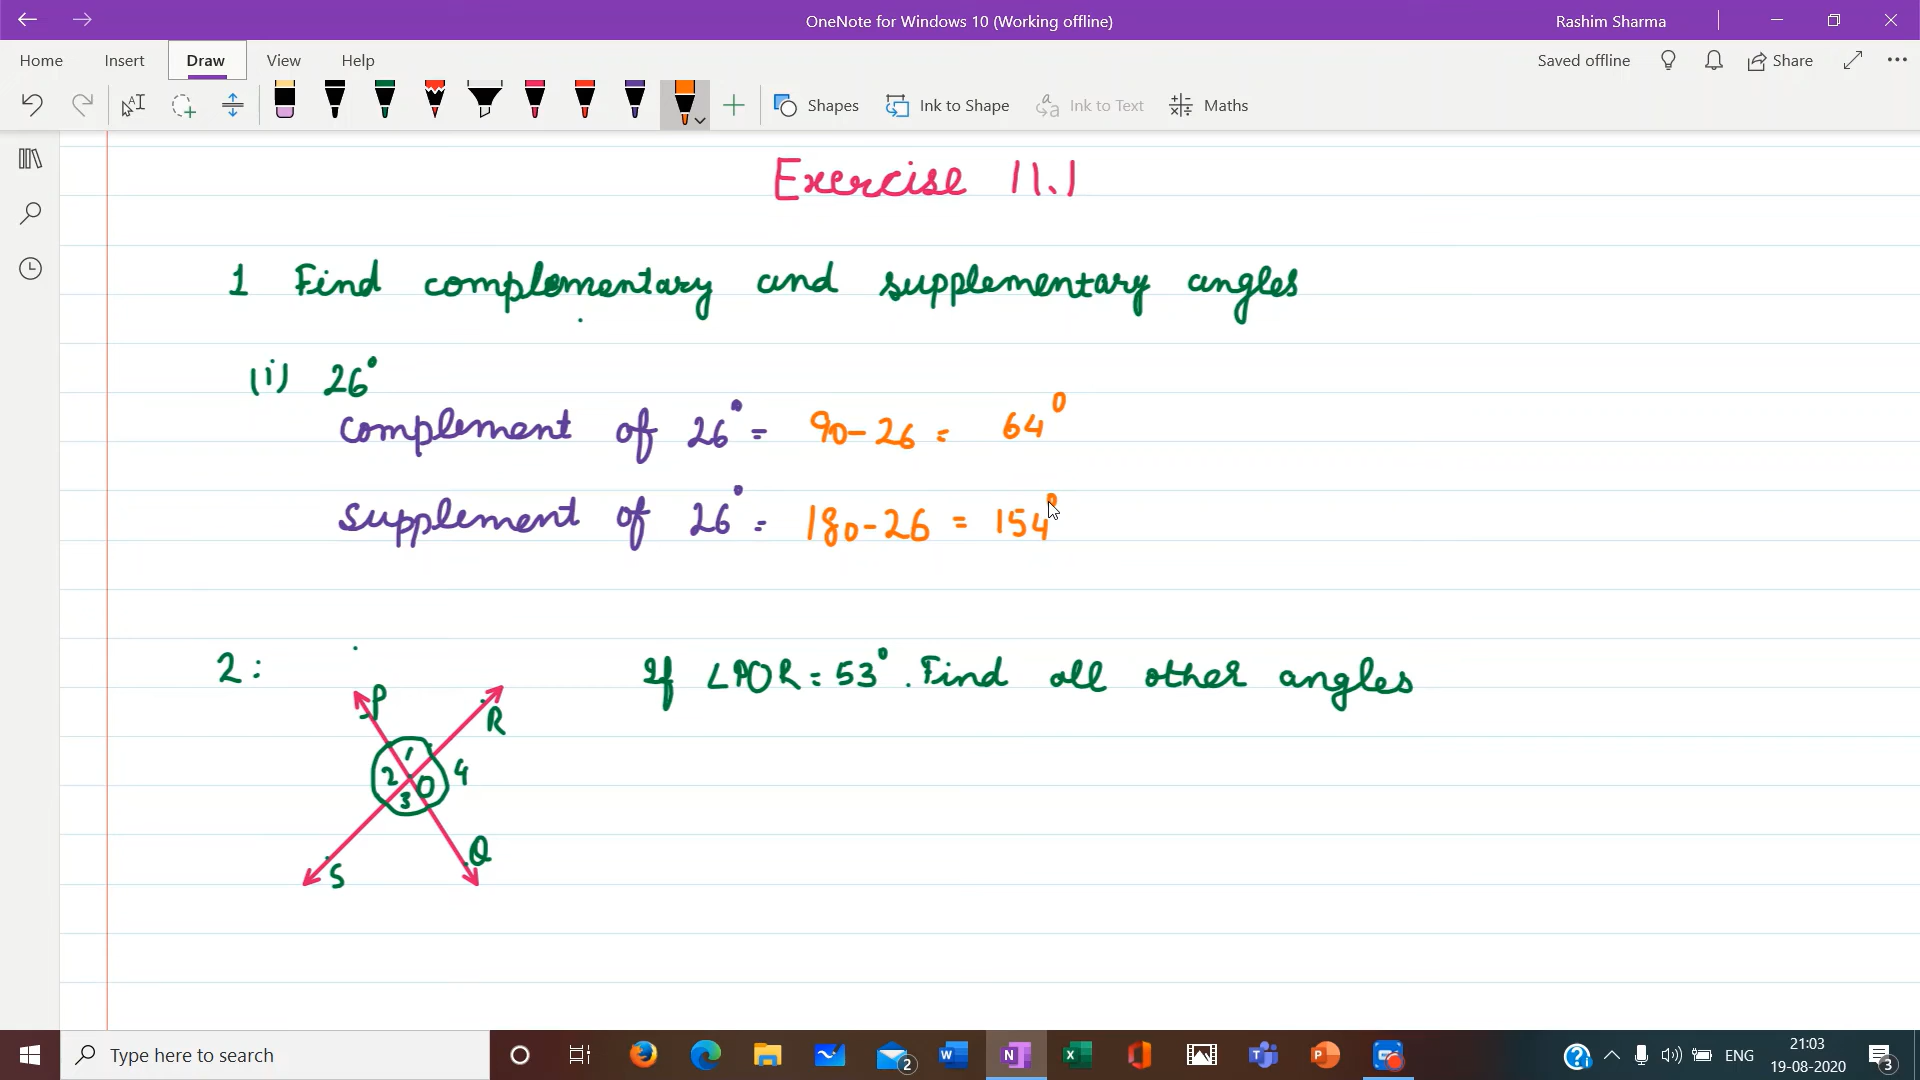 OneNote for Windows 10 (Working offline)
Rashim Sharma
Home Insert Draw View Help
Saved offline Share
Shapes Ink to Shape Ink to Text Maths
Exercise 11.1
1 Find complementary and supplementary angles
(i) 26°
complement of 26° = 90-26 = 64°
supplement of 26° = 180-26 = 154°
2:
If ∠POR = 53°. Find all other angles
P
R
1
2 O 4
3
S
Q
Type here to search
2
ENG
21:03
19-08-2020
3